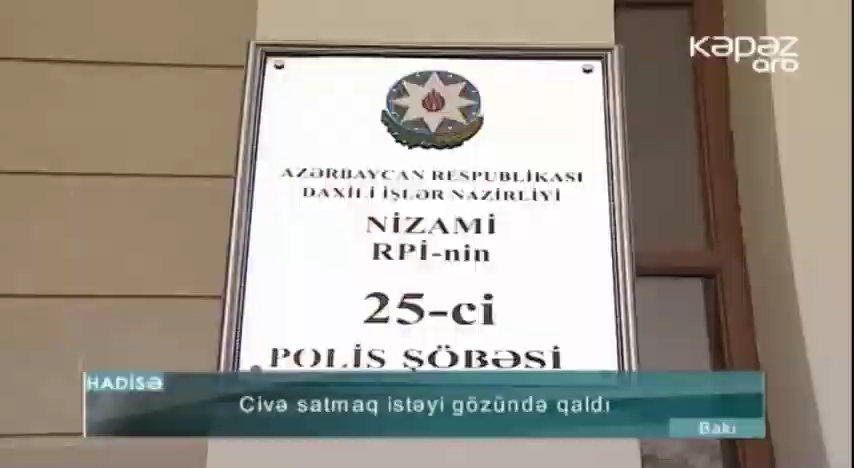 kəpəz
arb
AZƏRBAYCAN RESPUBLİKASI
DAXİLİ İŞLƏR NAZİRLİYİ
NİZAMİ
RPİ-nin
25-ci
POLİS ŞÖBƏSİ
HADİSƏ
Civə satmaq istəyi gözündə qaldı
Bakı